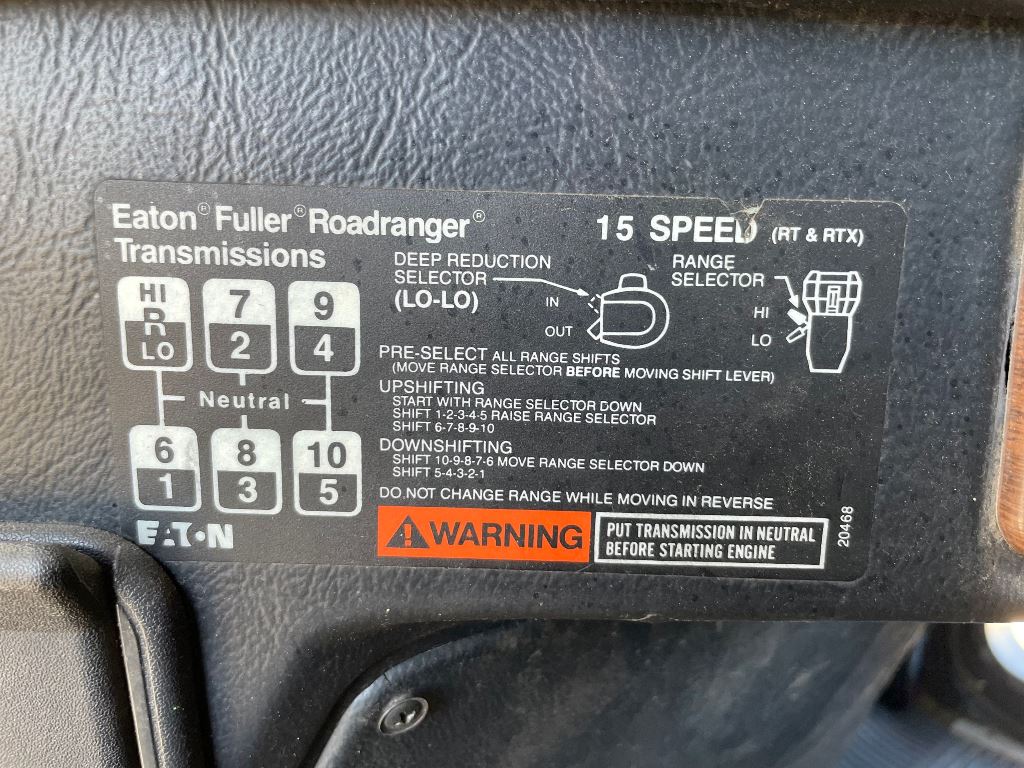 Eaton® Fuller® Roadranger®
Transmissions
15 SPEED (RT & RTX)
HI
R
LO
7
2
9
4
Neutral
6
1
8
3
10
5
EATON
DEEP REDUCTION
SELECTOR
(LO-LO)
IN
OUT
RANGE
SELECTOR
HI
LO
PRE-SELECT ALL RANGE SHIFTS
(MOVE RANGE SELECTOR BEFORE MOVING SHIFT LEVER)
UPSHIFTING
START WITH RANGE SELECTOR DOWN
SHIFT 1-2-3-4-5 RAISE RANGE SELECTOR
SHIFT 6-7-8-9-10
DOWNSHIFTING
SHIFT 10-9-8-7-6 MOVE RANGE SELECTOR DOWN
SHIFT 5-4-3-2-1
DO NOT CHANGE RANGE WHILE MOVING IN REVERSE
WARNING
PUT TRANSMISSION IN NEUTRAL
BEFORE STARTING ENGINE
20468